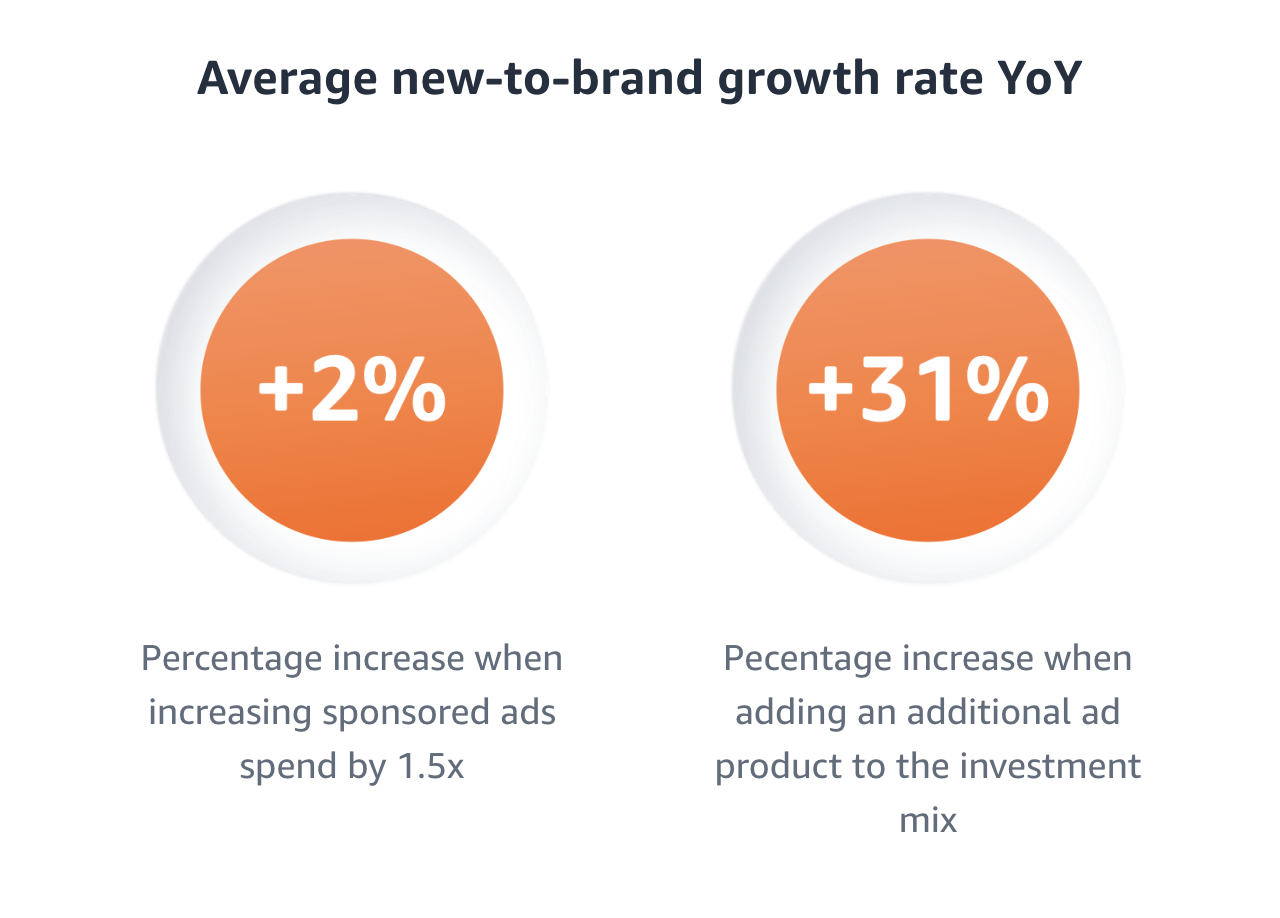 Average new-to-brand growth rate YoY
+2%
+31%
Percentage increase when
increasing sponsored ads
spend by 1.5x
Pecentage increase when
adding an additional ad
product to the investment
mix